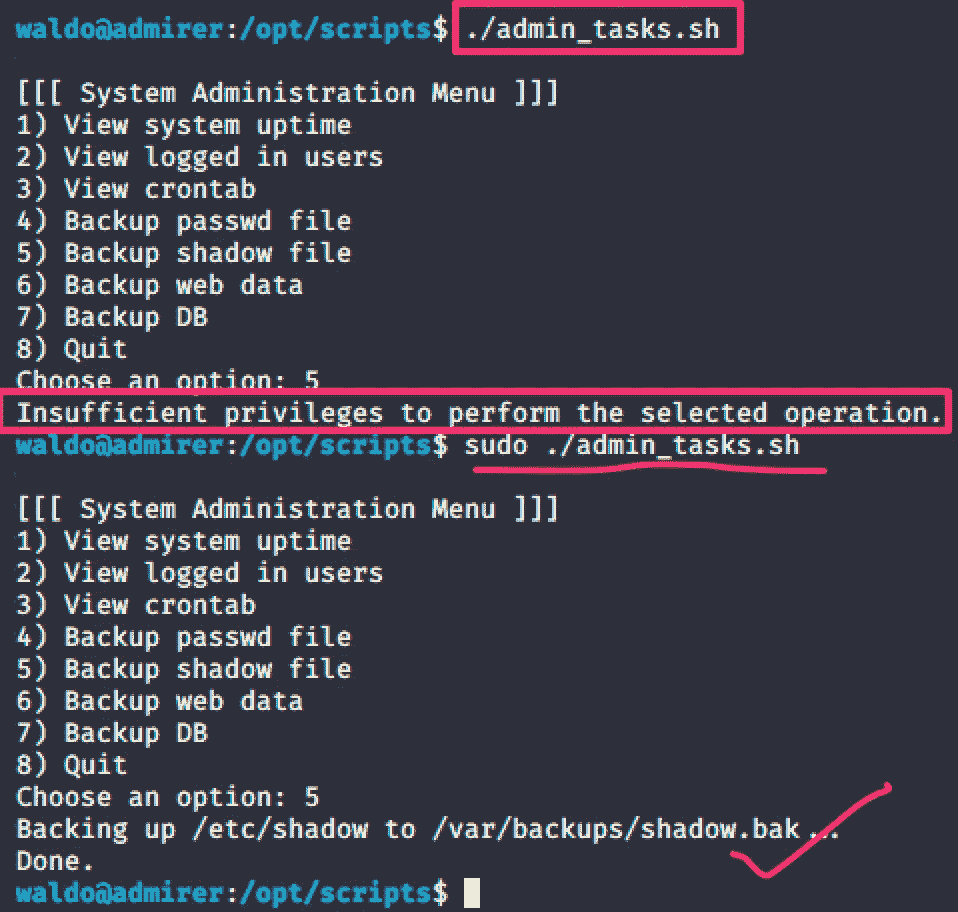 waldo@admirer:/opt/scripts$ ./admin_tasks.sh
[[[ System Administration Menu ]]]
1) View system uptime
2) View logged in users
3) View crontab
4) Backup passwd file
5) Backup shadow file
6) Backup web data
7) Backup DB
8) Quit
Choose an option: 5
Insufficient privileges to perform the selected operation.
waldo@admirer:/opt/scripts$ sudo ./admin_tasks.sh
[[[ System Administration Menu ]]]
1) View system uptime
2) View logged in users
3) View crontab
4) Backup passwd file
5) Backup shadow file
6) Backup web data
7) Backup DB
8) Quit
Choose an option: 5
Backing up /etc/shadow to /var/backups/shadow.bak...
Done.
waldo@admirer:/opt/scripts$